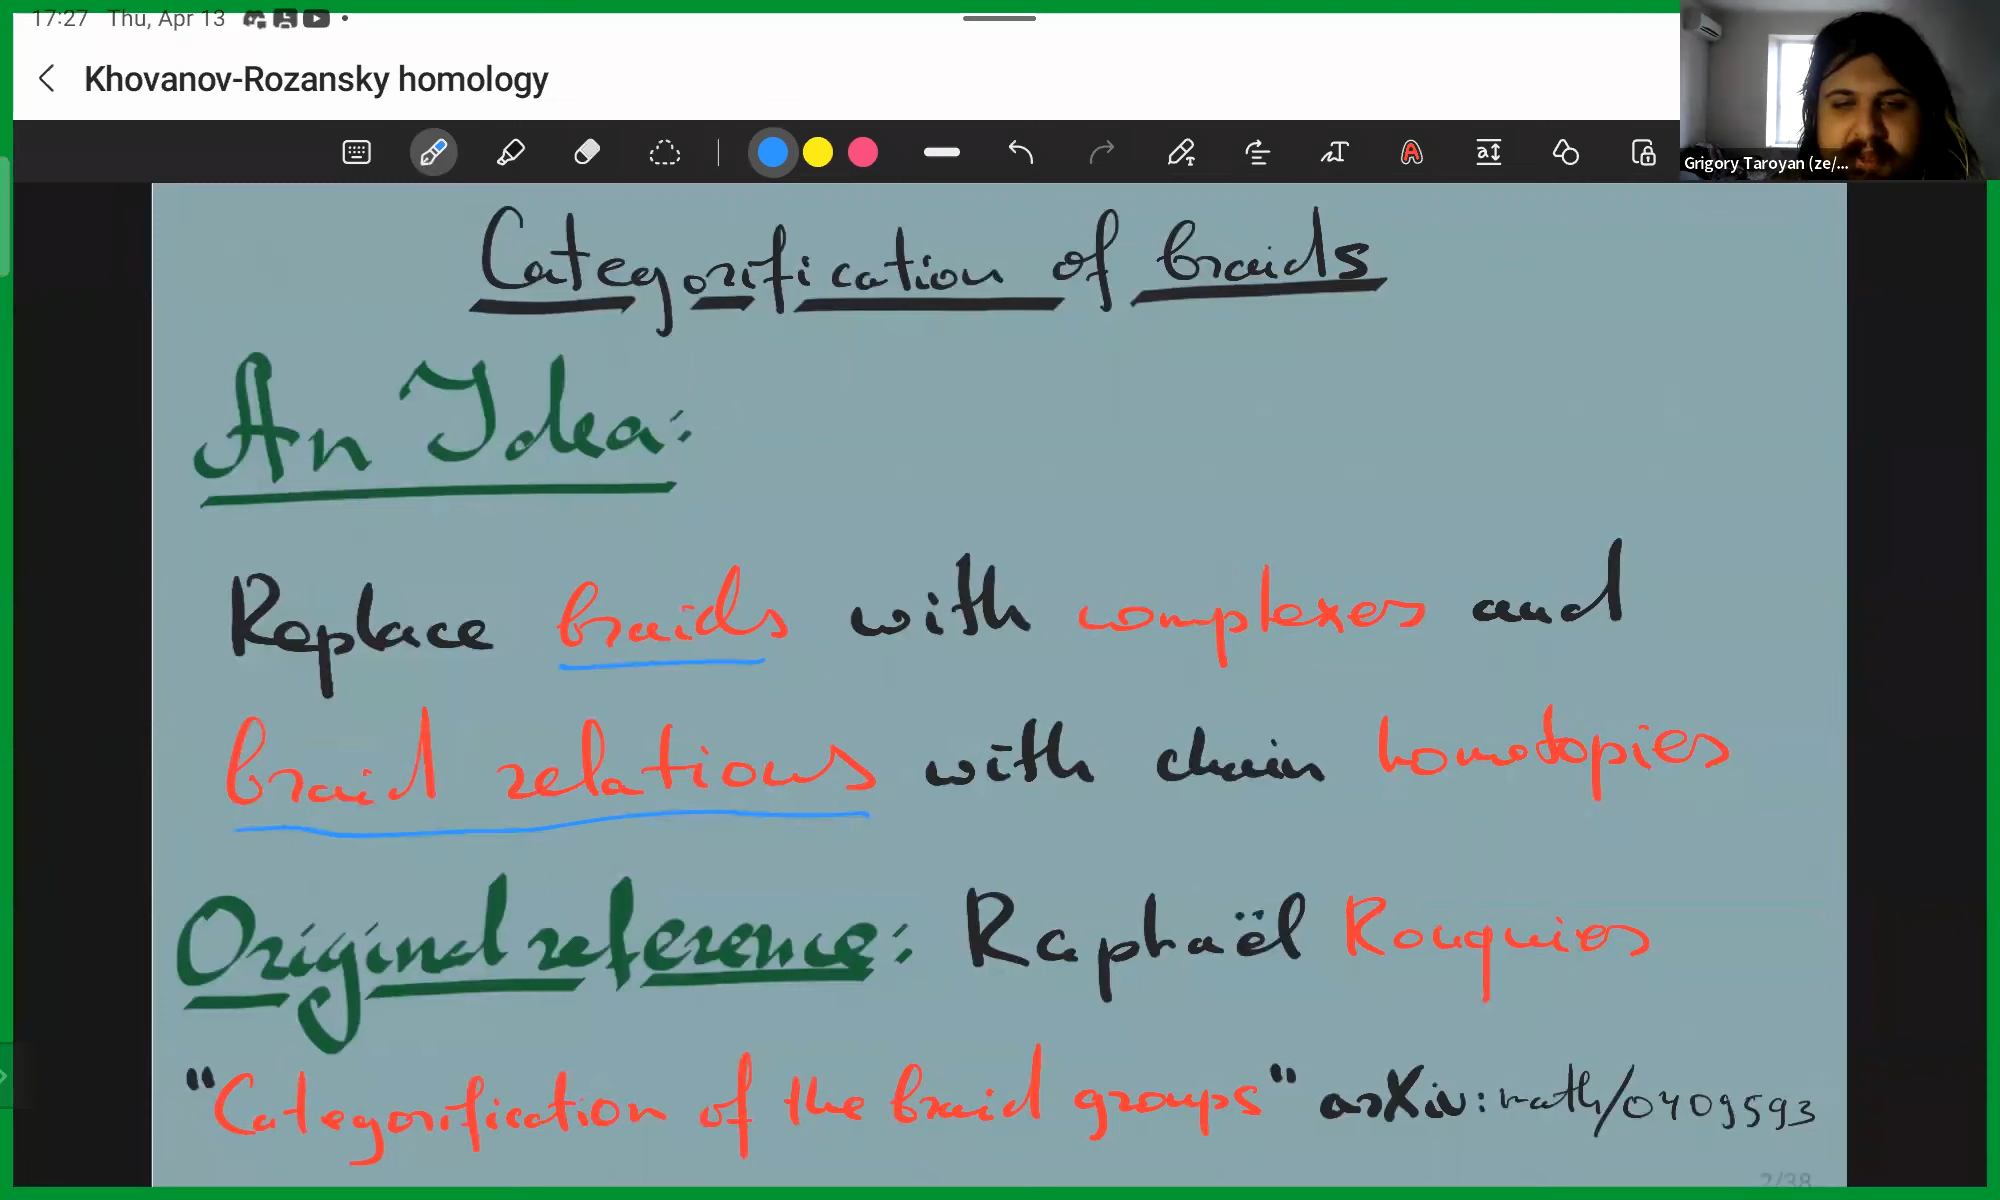 17:27 Thu, Apr 13
Khovanov-Rozansky homology
Grigory Taroyan (ze/...
Categorification of braids
An Idea:
Replace braids with complexes and
braid relations with chain homotopies
Original reference: Raphaël Rouquier
"Categorification of the braid groups" arXiv: math/0409593
2/38